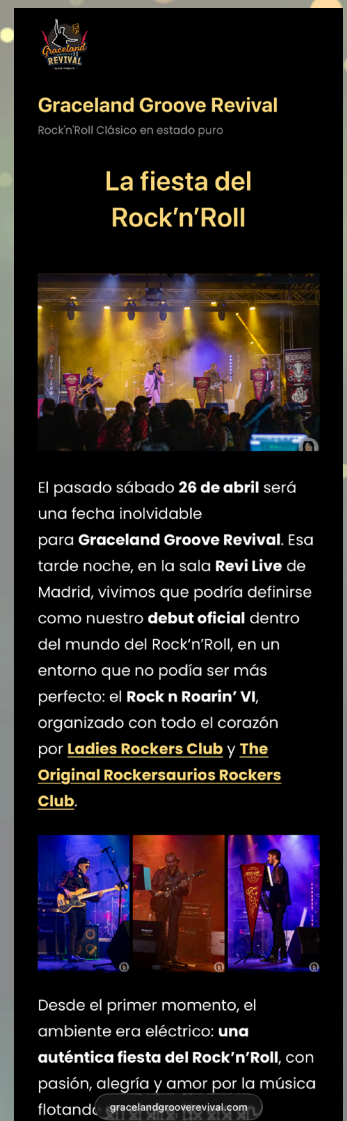 Graceland
REVIVAL
Graceland Groove Revival
Rock'n'Roll Clásico en estado puro
La fiesta del
Rock’n’Roll
El pasado sábado 26 de abril será
una fecha inolvidable
para Graceland Groove Revival. Esa
tarde noche, en la sala Revi Live de
Madrid, vivimos que podría definirse
como nuestro debut oficial dentro
del mundo del Rock’n’Roll, en un
entorno que no podía ser más
perfecto: el Rock n Roarin’ VI,
organizado con todo el corazón
por Ladies Rockers Club y The
Original Rockersaurios Rockers
Club.
Desde el primer momento, el
ambiente era eléctrico: una
auténtica fiesta del Rock’n’Roll, con
pasión, alegría y amor por la música
flotando
gracelandgrooverevival.com